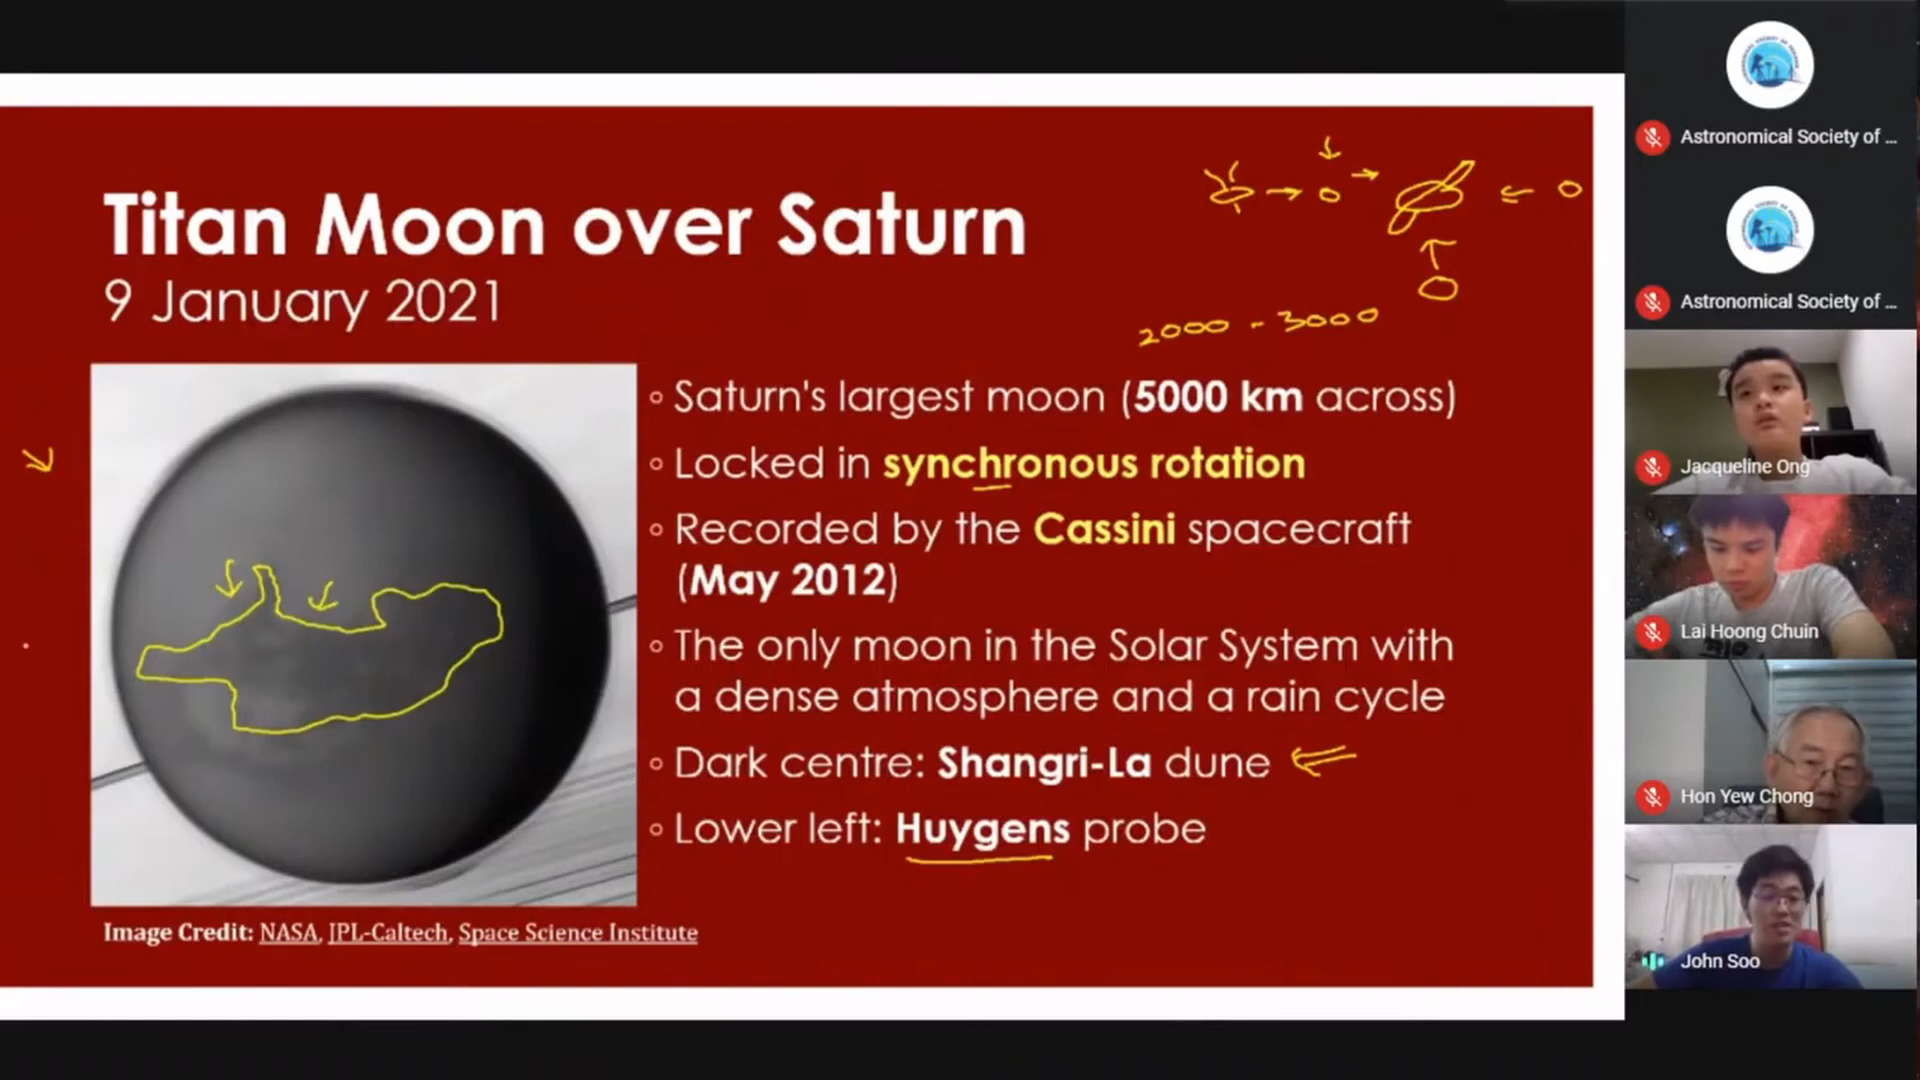 Titan Moon over Saturn
9 January 2021
2000 - 3000
◦ Saturn's largest moon (5000 km across)
◦ Locked in synchronous rotation
◦ Recorded by the Cassini spacecraft
(May 2012)
◦ The only moon in the Solar System with
a dense atmosphere and a rain cycle
◦ Dark centre: Shangri-La dune
◦ Lower left: Huygens probe
Image Credit: NASA, JPL-Caltech, Space Science Institute
Astronomical Society of ...
Astronomical Society of ...
Jacqueline Ong
Lai Hoong Chuin
Hon Yew Chong
John Soo